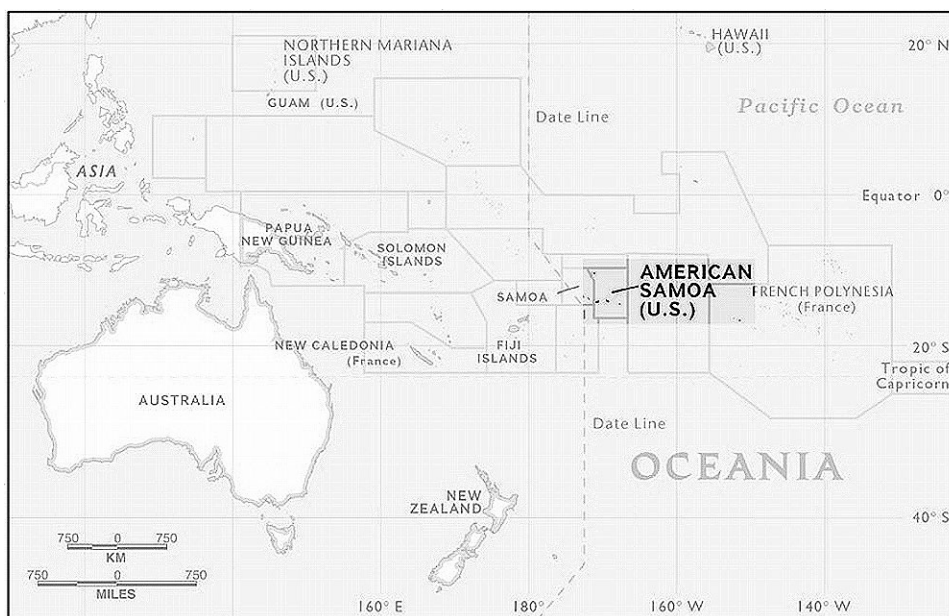 HAWAII
(U.S.)
20° N
NORTHERN MARIANA
ISLANDS
(U.S.)
GUAM (U.S.)
Pacific Ocean
Date Line
ASIA
Equator 0°
PAPUA
NEW GUINEA
SOLOMON
ISLANDS
AMERICAN
SAMOA
(U.S.)
SAMOA
FRENCH POLYNESIA
(France)
NEW CALEDONIA
(France)
FIJI
ISLANDS
20° S
Tropic of
Capricorn
AUSTRALIA
Date Line
OCEANIA
NEW
ZEALAND
40° S
750 0 750
KM
750 0 750
MILES
160° E
180°
160° W
140° W